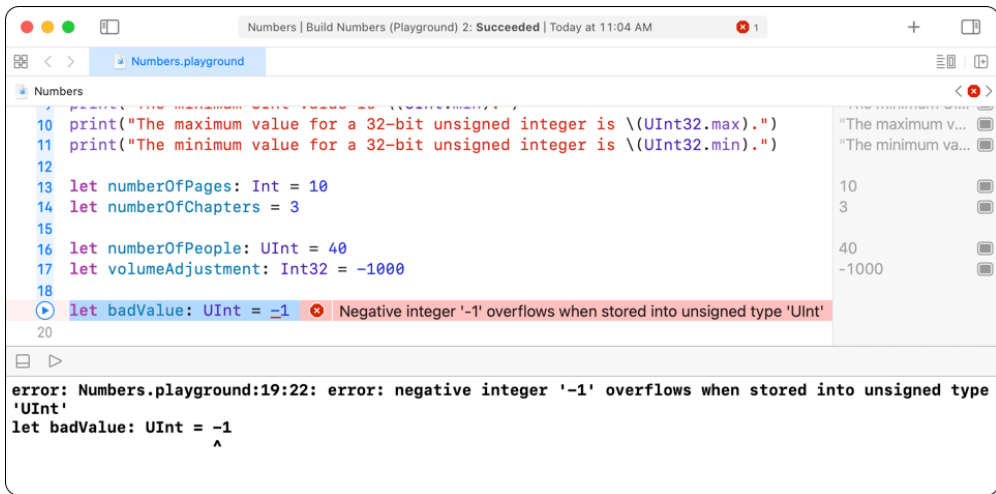 Numbers | Build Numbers (Playground) 2: Succeeded | Today at 11:04 AM 1
Numbers.playground
Numbers
10 print("The maximum value for a 32-bit unsigned integer is \(UInt32.max).") "The maximum v...
11 print("The minimum value for a 32-bit unsigned integer is \(UInt32.min).") "The minimum va...
12
13 let numberOfPages: Int = 10 10
14 let numberOfChapters = 3 3
15
16 let numberOfPeople: UInt = 40 40
17 let volumeAdjustment: Int32 = -1000 -1000
18
let badValue: UInt = -1 Negative integer '-1' overflows when stored into unsigned type 'UInt'
20
error: Numbers.playground:19:22: error: negative integer '-1' overflows when stored into unsigned type
'UInt'
let badValue: UInt = -1
^